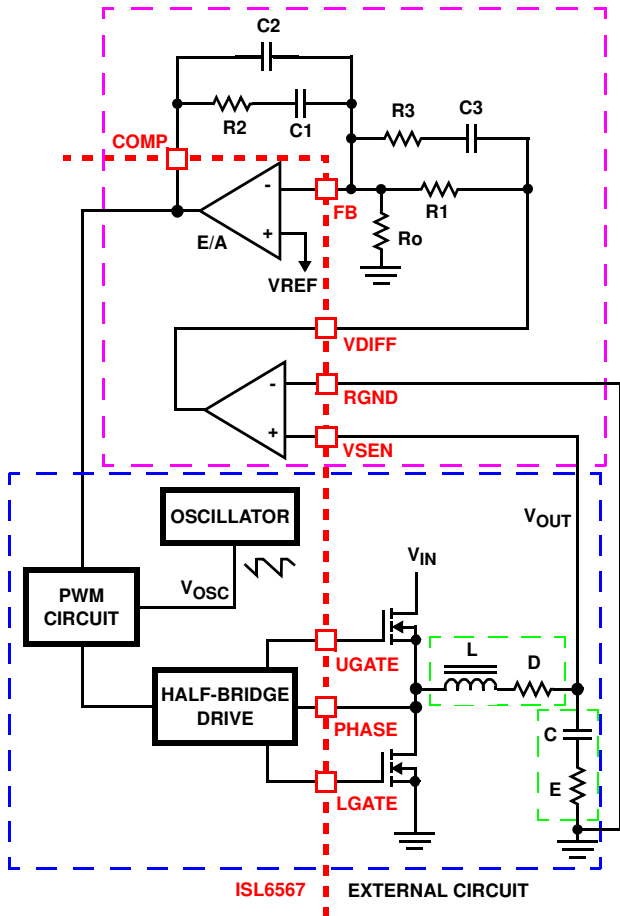 C2
R2
C1
R3
C3
COMP
-
FB
R1
+
E/A
Ro
VREF
VDIFF
-
RGND
+
VSEN
OSCILLATOR
VOUT
VIN
PWM
CIRCUIT
VOSC
UGATE
L
D
HALF-BRIDGE
DRIVE
PHASE
C
E
LGATE
ISL6567
EXTERNAL CIRCUIT